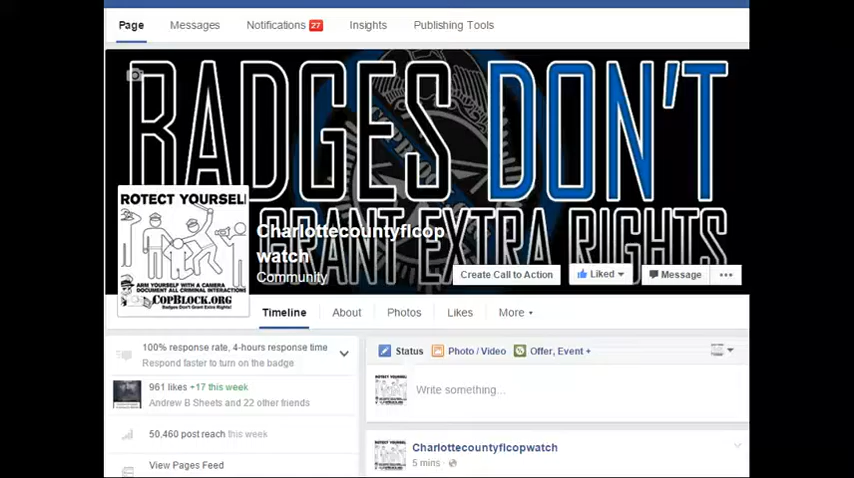 Page Messages Notifications 27 Insights Publishing Tools
BADGES DON'T
GRANT EXTRA RIGHTS
COPBLOCK
ROTECT YOURSEL
ARM YOURSELF WITH A CAMERA
DOCUMENT ALL CRIMINAL INTERACTIONS
COPBLOCK.ORG
Badges Don't Grant Extra Rights!
Charlottecountyflcop
watch
Community
Create Call to Action Liked Message
Timeline About Photos Likes More
100% response rate, 4-hours response time
Respond faster to turn on the badge
961 likes +17 this week
Andrew B Sheets and 22 other friends
50,460 post reach this week
View Pages Feed
Status Photo / Video Offer, Event +
Write something...
Charlottecountyflcopwatch
5 mins ·